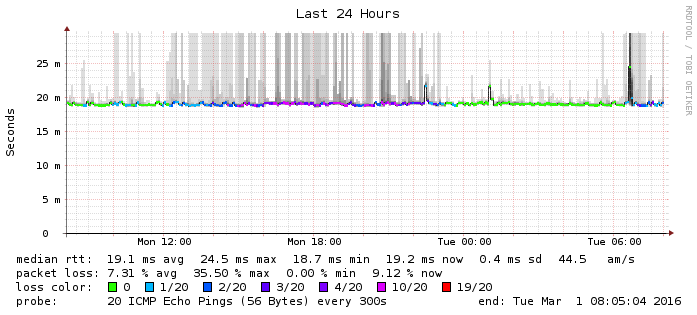 Last 24 Hours
RRDTOOL / TOBI OETIKER
Seconds
25 m
20 m
15 m
10 m
5 m
0
Mon 12:00 Mon 18:00 Tue 00:00 Tue 06:00
median rtt: 19.1 ms avg 24.5 ms max 18.7 ms min 19.2 ms now 0.4 ms sd 44.5 am/s
packet loss: 7.31 % avg 35.50 % max 0.00 % min 9.12 % now
loss color: 0 1/20 2/20 3/20 4/20 10/20 19/20
probe: 20 ICMP Echo Pings (56 Bytes) every 300s end: Tue Mar 1 08:05:04 2016